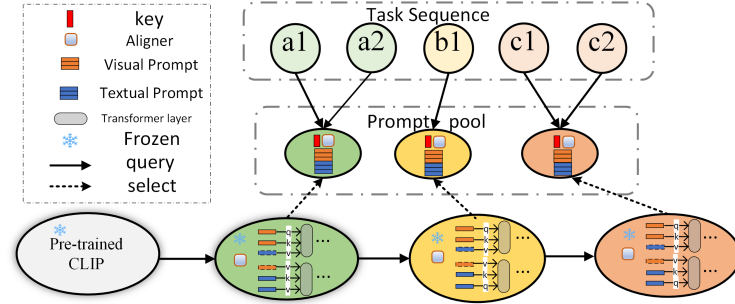 key
Aligner
Visual Prompt
Textual Prompt
Transformer layer
Frozen
query
select
Task Sequence
a1
a2
b1
c1
c2
Prompt pool
Pre-trained
CLIP
q
k
v
v
k
q
...
...
q
k
v
v
k
q
...
...
q
k
v
v
k
q
...
...